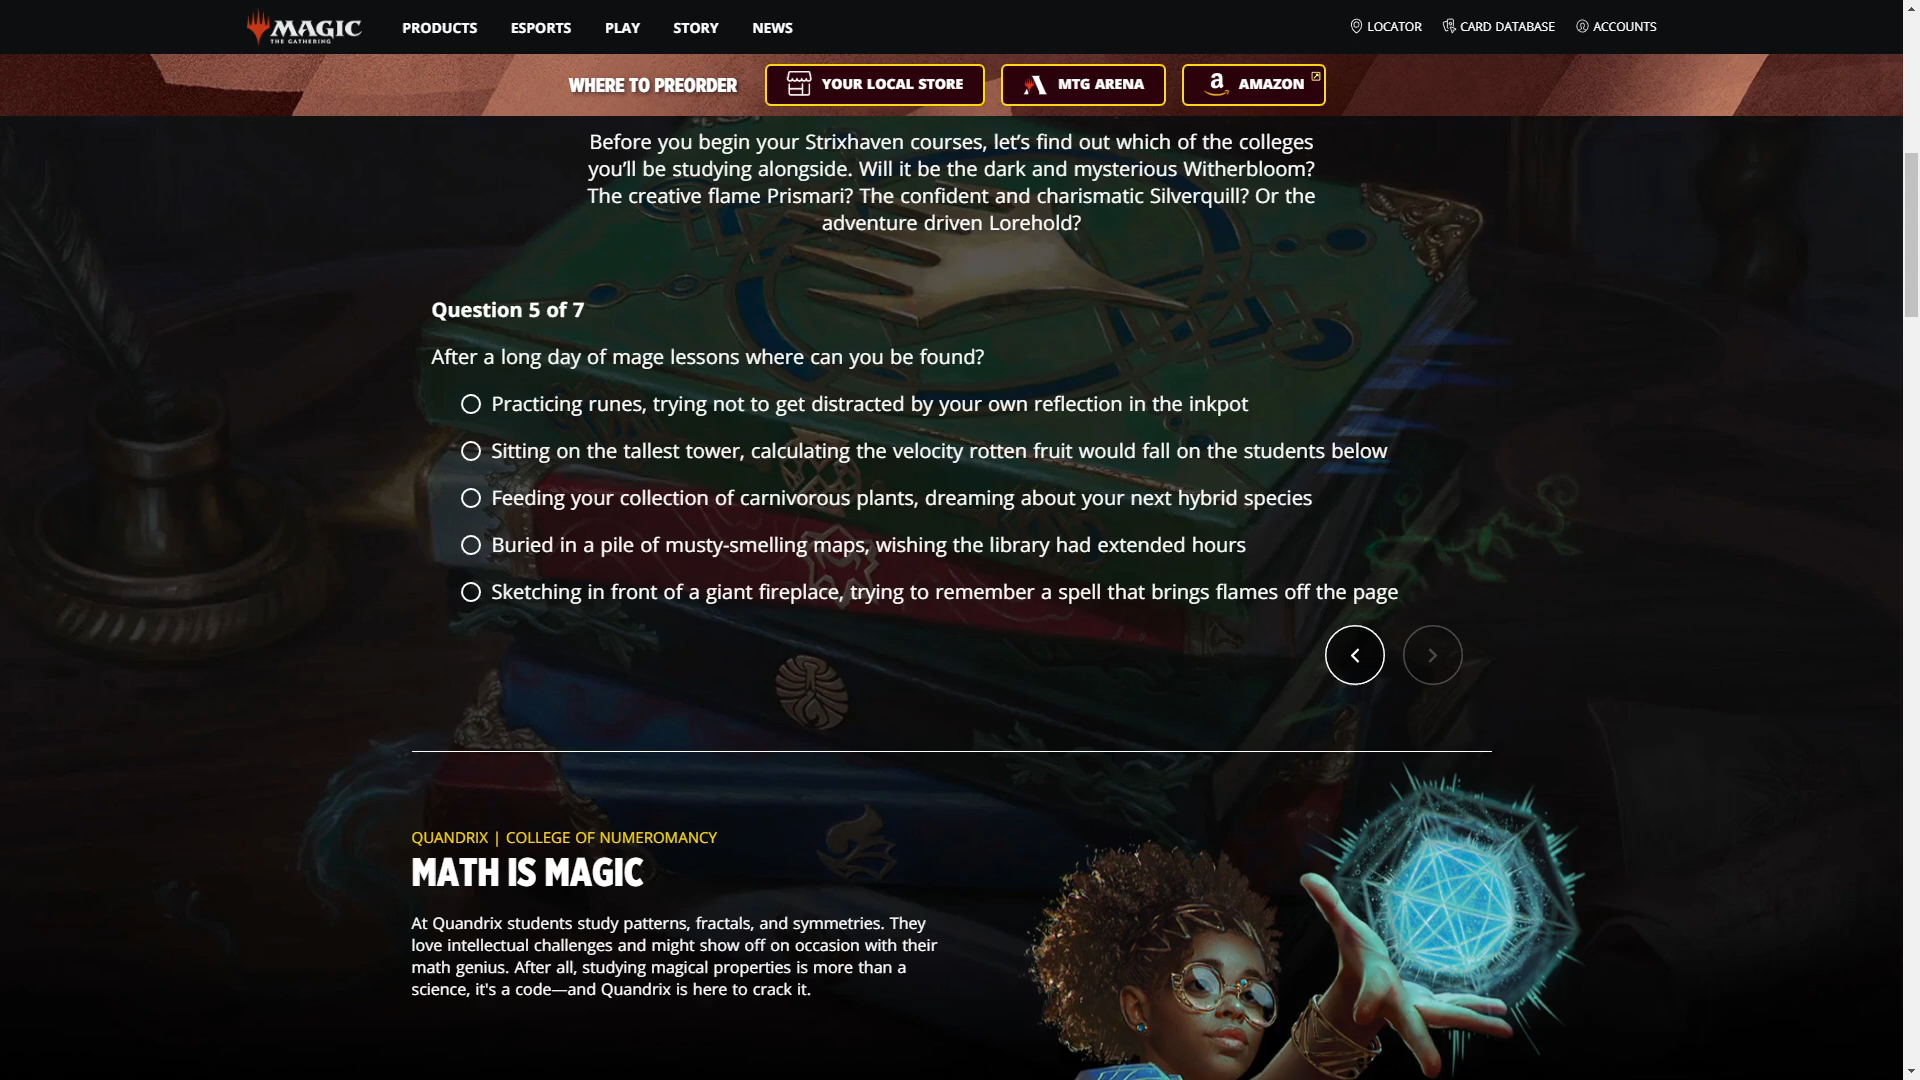 MAGIC
THE GATHERING
PRODUCTS
ESPORTS
PLAY
STORY
NEWS
LOCATOR
CARD DATABASE
ACCOUNTS
WHERE TO PREORDER
YOUR LOCAL STORE
MTG ARENA
a AMAZON
Before you begin your Strixhaven courses, let’s find out which of the colleges
you’ll be studying alongside. Will it be the dark and mysterious Witherbloom?
The creative flame Prismari? The confident and charismatic Silverquill? Or the
adventure driven Lorehold?
Question 5 of 7
After a long day of mage lessons where can you be found?
Practicing runes, trying not to get distracted by your own reflection in the inkpot
Sitting on the tallest tower, calculating the velocity rotten fruit would fall on the students below
Feeding your collection of carnivorous plants, dreaming about your next hybrid species
Buried in a pile of musty-smelling maps, wishing the library had extended hours
Sketching in front of a giant fireplace, trying to remember a spell that brings flames off the page
QUANDRIX | COLLEGE OF NUMEROMANCY
MATH IS MAGIC
At Quandrix students study patterns, fractals, and symmetries. They
love intellectual challenges and might show off on occasion with their
math genius. After all, studying magical properties is more than a
science, it's a code—and Quandrix is here to crack it.